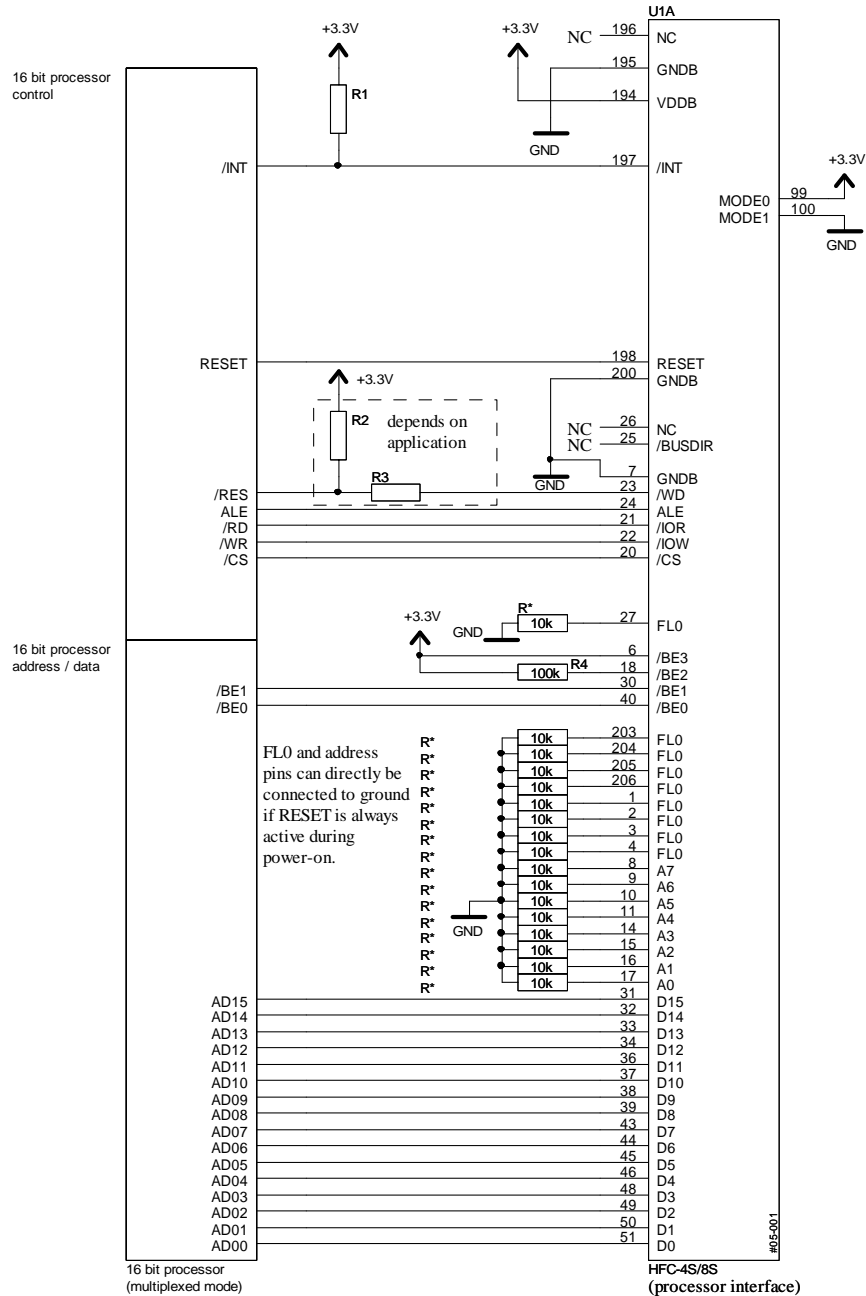 U1A
+3.3V
+3.3V
NC 196 NC
195 GNDB
194 VDDB
16 bit processor
control
R1
GND
/INT 197 /INT
+3.3V
MODE0 99
MODE1 100
GND
RESET 198 RESET
200 GNDB
+3.3V
R2 depends on
application
NC 26 NC
NC 25 /BUSDIR
7 GNDB
GND
R3
/RES 23 /WD
ALE 24 ALE
/RD 21 /IOR
/WR 22 /IOW
/CS 20 /CS
+3.3V
R*
GND 10k 27 FL0
16 bit processor
address / data
6 /BE3
100k R4 18 /BE2
/BE1 30 /BE1
/BE0 40 /BE0
FL0 and address
pins can directly be
connected to ground
if RESET is always
active during
power-on.
R* 10k 203 FL0
R* 10k 204 FL0
R* 10k 205 FL0
R* 10k 206 FL0
R* 10k 1 FL0
R* 10k 2 FL0
R* 10k 3 FL0
R* 10k 4 FL0
R* 10k 8 A7
R* 10k 9 A6
R* 10k 10 A5
R* 10k 11 A4
GND
R* 10k 14 A3
R* 10k 15 A2
R* 10k 16 A1
R* 10k 17 A0
AD15 31 D15
AD14 32 D14
AD13 33 D13
AD12 34 D12
AD11 36 D11
AD10 37 D10
AD09 38 D9
AD08 39 D8
AD07 43 D7
AD06 44 D6
AD05 45 D5
AD04 46 D4
AD03 48 D3
AD02 49 D2
AD01 50 D1
AD00 51 D0
#05-001
16 bit processor
(multiplexed mode)
HFC-4S/8S
(processor interface)